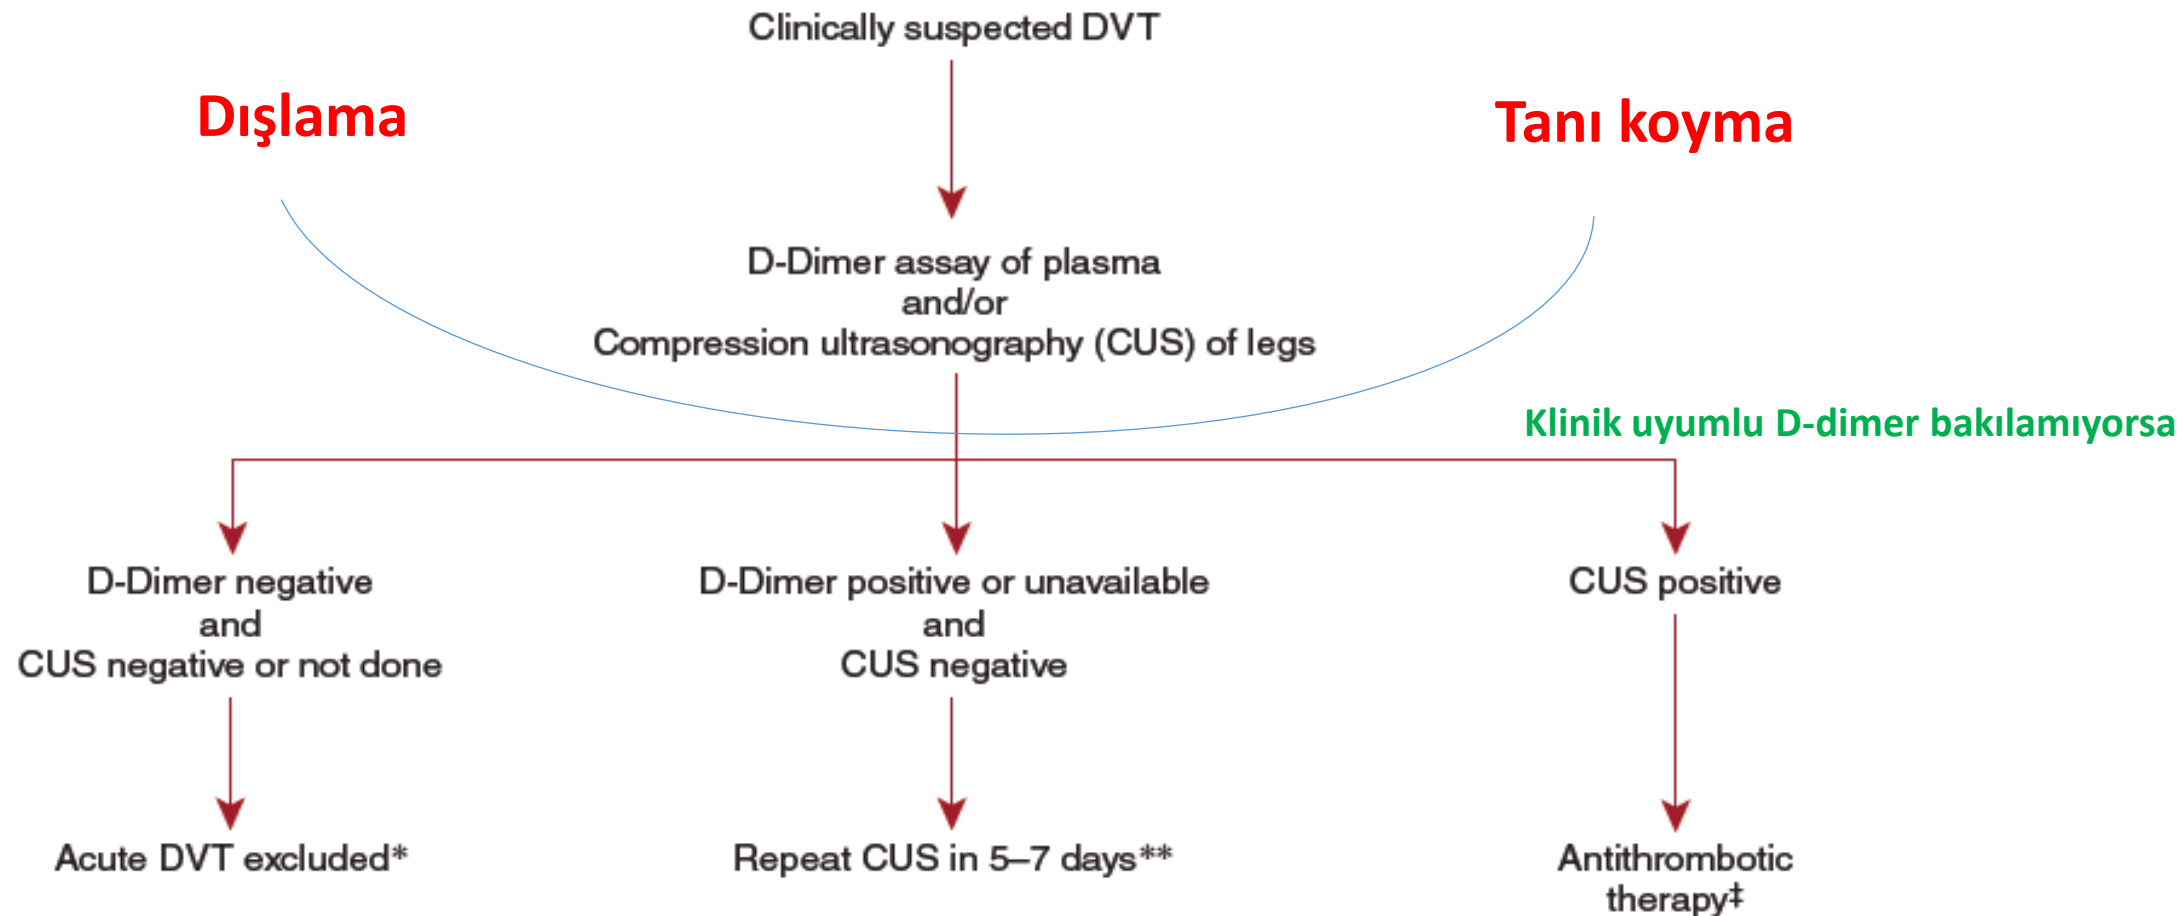 Clinically suspected DVT
Dışlama
Tanı koyma
D-Dimer assay of plasma
and/or
Compression ultrasonography (CUS) of legs
Klinik uyumlu D-dimer bakılamıyorsa
D-Dimer negative
and
CUS negative or not done
D-Dimer positive or unavailable
and
CUS negative
CUS positive
Acute DVT excluded*
Repeat CUS in 5–7 days**
Antithrombotic
therapy‡